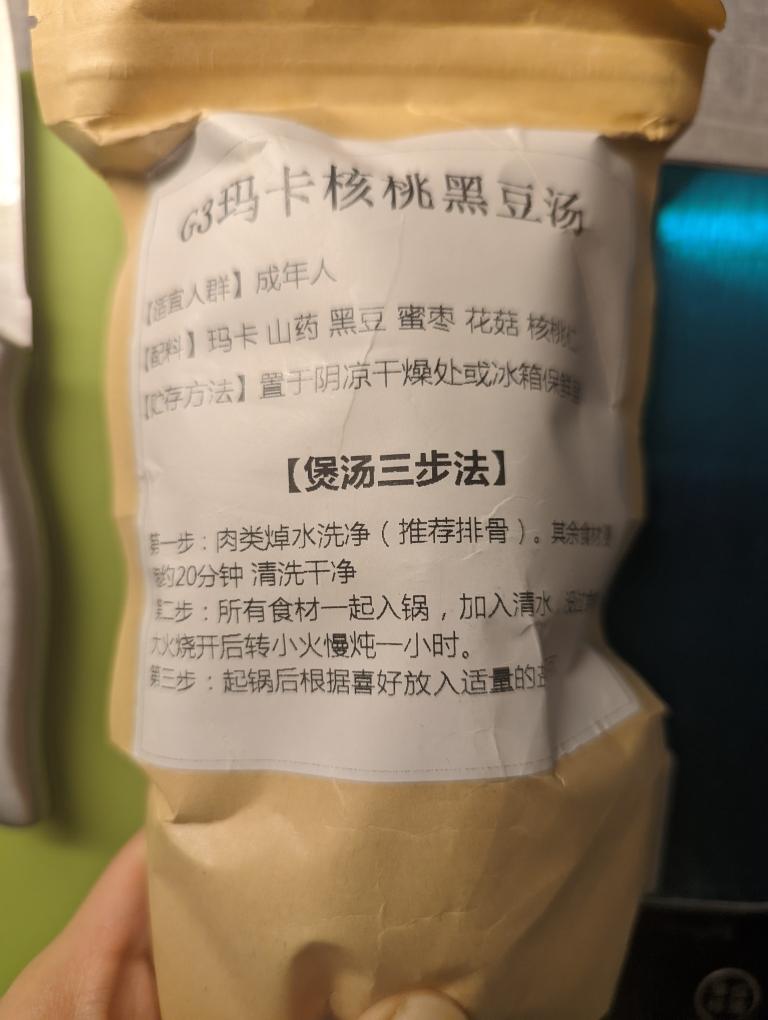 G3玛卡核桃黑豆汤
【适宜人群】成年人
【配料】玛卡 山药 黑豆 蜜枣 花菇 核桃仁
【贮存方法】置于阴凉干燥处或冰箱保鲜
【煲汤三步法】
第一步：肉类焯水洗净（推荐排骨）。其余食材
约20分钟 清洗干净
第二步：所有食材一起入锅，加入清水
大火烧开后转小火慢炖一小时。
第三步：起锅后根据喜好放入适量的